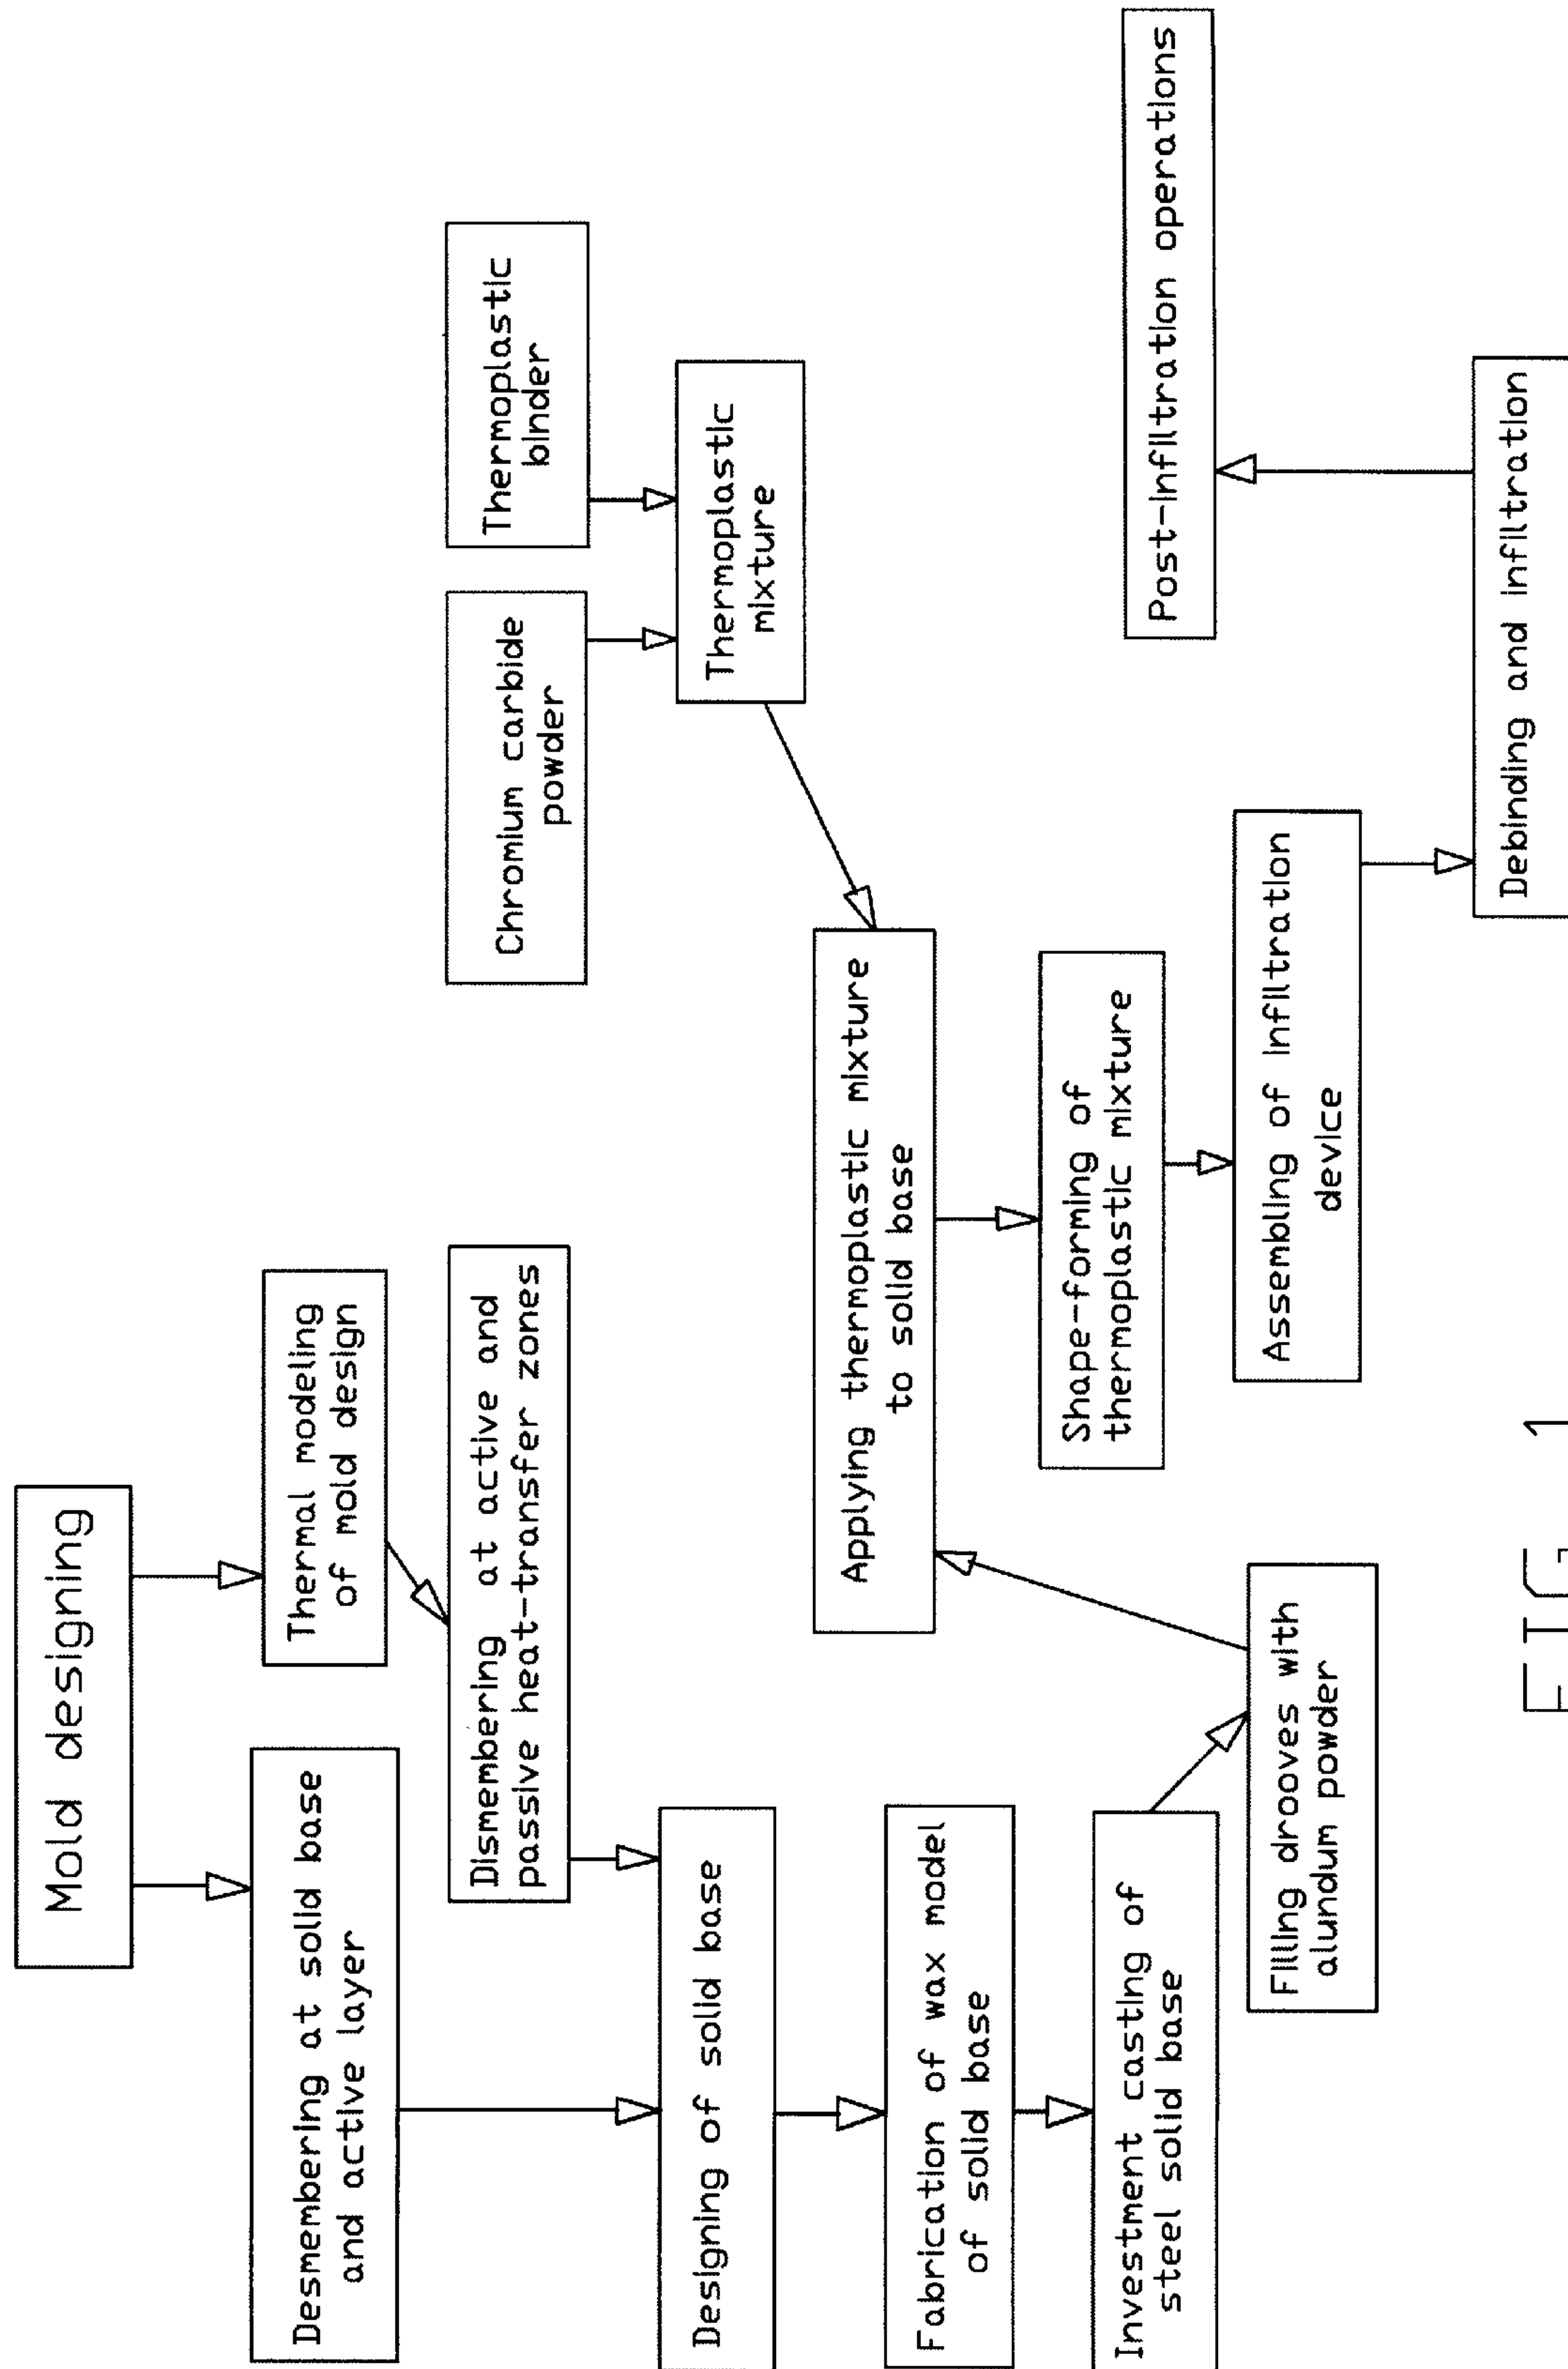 Mold designing
Desmembering at solid base
and active layer
Thermal modeling
of mold design
Dismembering at active and
passive heat-transfer zones
Chromium carbide
powder
Thermoplastic
binder
Designing of solid base
Thermoplastic
mixture
Fabrication of wax model
of solid base
Applying thermoplastic mixture
to solid base
Investment casting of
steel solid base
Shape-forming of
thermoplastic mixture
Post-infiltration operations
Filling drooves with
alundum powder
Assembling of infiltration
device
Debinding and infiltration
FIG 1